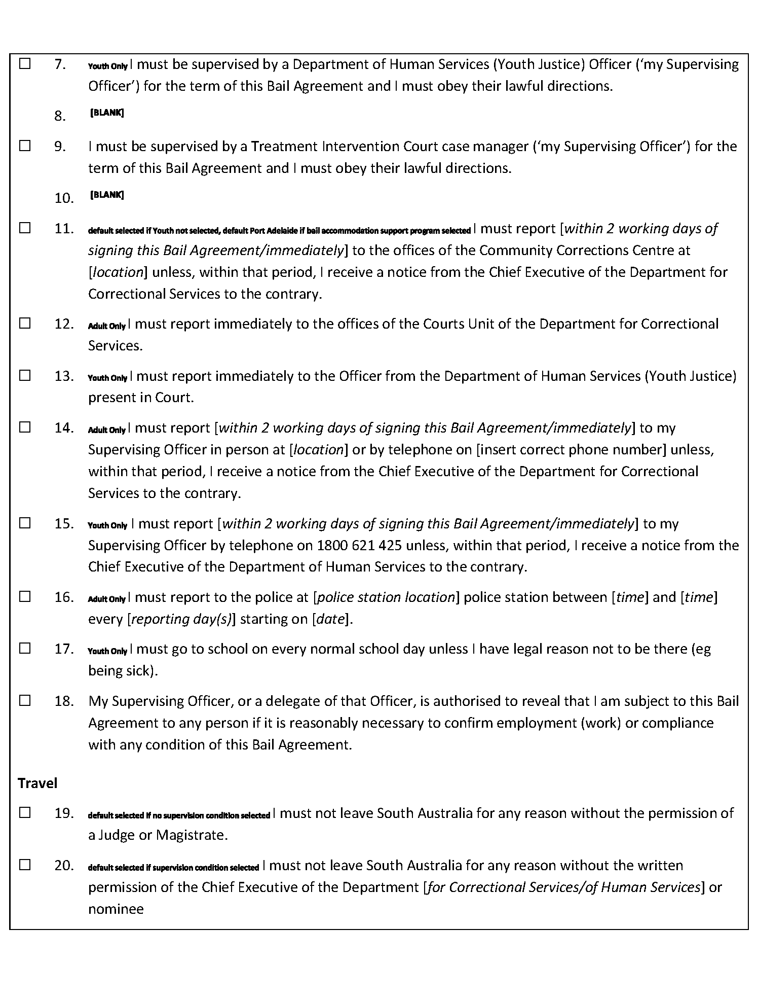 ☐ 7. Youth Only I must be supervised by a Department of Human Services (Youth Justice) Officer (‘my Supervising
Officer’) for the term of this Bail Agreement and I must obey their lawful directions.
8. [BLANK]
☐ 9. I must be supervised by a Treatment Intervention Court case manager (‘my Supervising Officer’) for the
term of this Bail Agreement and I must obey their lawful directions.
10. [BLANK]
☐ 11. default selected if Youth not selected, default Port Adelaide if bail accommodation support program selected I must report [within 2 working days of
signing this Bail Agreement/immediately] to the offices of the Community Corrections Centre at
[location] unless, within that period, I receive a notice from the Chief Executive of the Department for
Correctional Services to the contrary.
☐ 12. Adult Only I must report immediately to the offices of the Courts Unit of the Department for Correctional
Services.
☐ 13. Youth Only I must report immediately to the Officer from the Department of Human Services (Youth Justice)
present in Court.
☐ 14. Adult Only I must report [within 2 working days of signing this Bail Agreement/immediately] to my
Supervising Officer in person at [location] or by telephone on [insert correct phone number] unless,
within that period, I receive a notice from the Chief Executive of the Department for Correctional
Services to the contrary.
☐ 15. Youth Only I must report [within 2 working days of signing this Bail Agreement/immediately] to my
Supervising Officer by telephone on 1800 621 425 unless, within that period, I receive a notice from the
Chief Executive of the Department of Human Services to the contrary.
☐ 16. Adult Only I must report to the police at [police station location] police station between [time] and [time]
every [reporting day(s)] starting on [date].
☐ 17. Youth Only I must go to school on every normal school day unless I have legal reason not to be there (eg
being sick).
☐ 18. My Supervising Officer, or a delegate of that Officer, is authorised to reveal that I am subject to this Bail
Agreement to any person if it is reasonably necessary to confirm employment (work) or compliance
with any condition of this Bail Agreement.
Travel
☐ 19. default selected if no supervision condition selected I must not leave South Australia for any reason without the permission of
a Judge or Magistrate.
☐ 20. default selected if supervision condition selected I must not leave South Australia for any reason without the written
permission of the Chief Executive of the Department [for Correctional Services/of Human Services] or
nominee